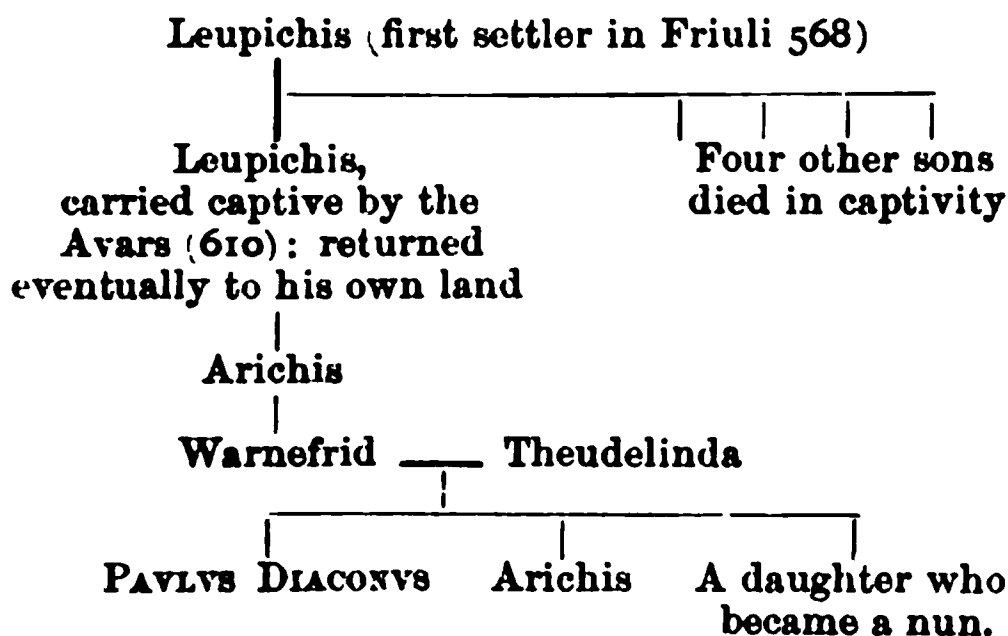 Leupichis (first settler in Friuli 568)
Leupichis,
carried captive by the
Avars (610): returned
eventually to his own land
Four other sons
died in captivity
Arichis
Warnefrid Theudelinda
PAVLVS DIACONVS Arichis A daughter who
became a nun.